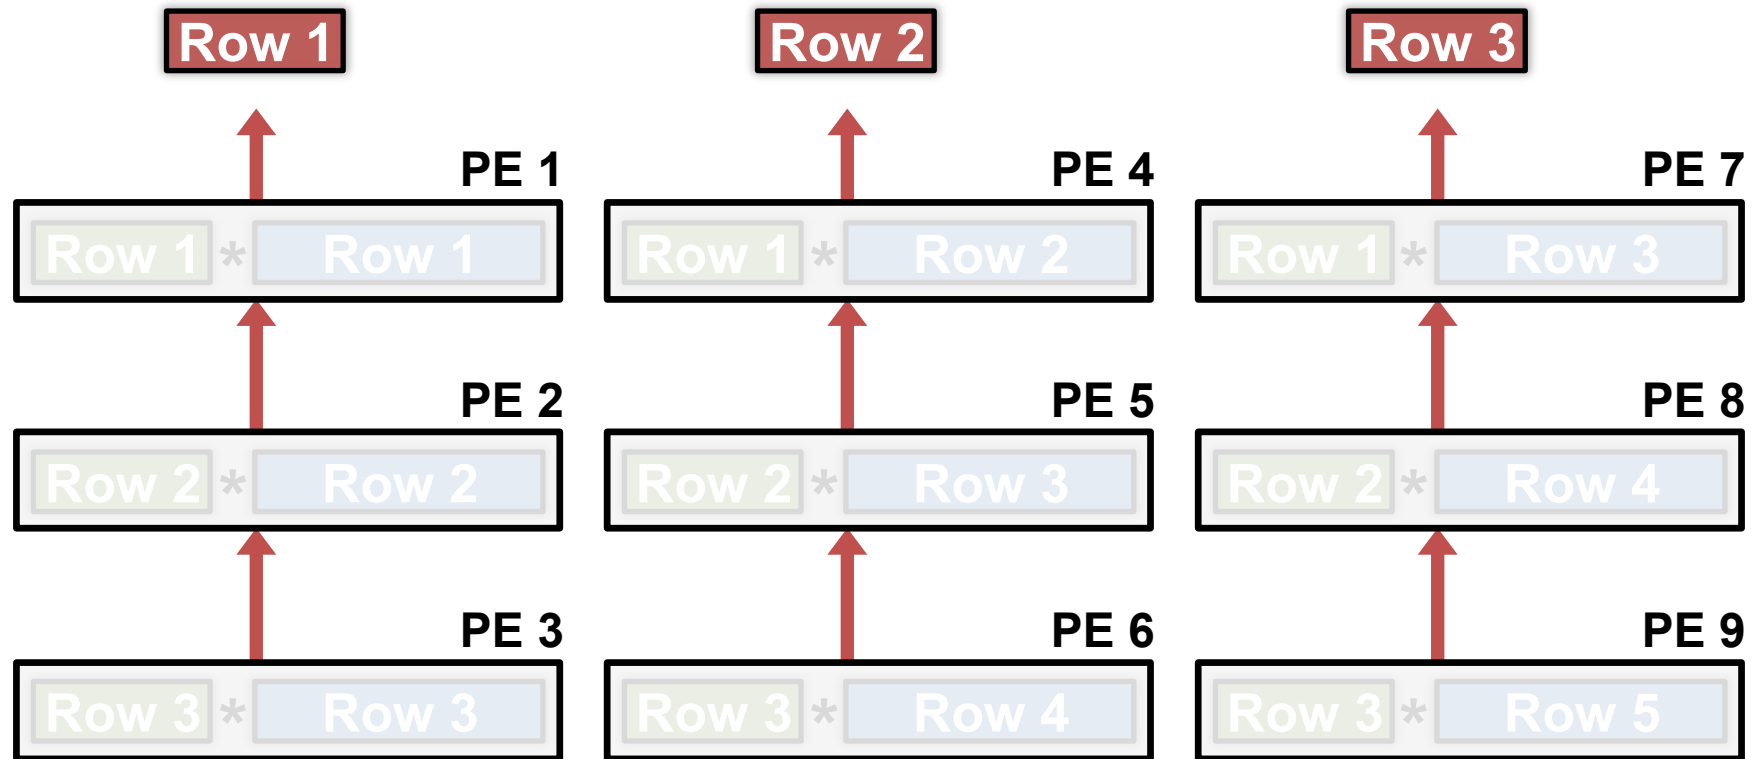 Row 1 Row 2 Row 3
PE 1 PE 4 PE 7
Row 1 * Row 1 Row 1 * Row 2 Row 1 * Row 3
PE 2 PE 5 PE 8
Row 2 * Row 2 Row 2 * Row 3 Row 2 * Row 4
PE 3 PE 6 PE 9
Row 3 * Row 3 Row 3 * Row 4 Row 3 * Row 5